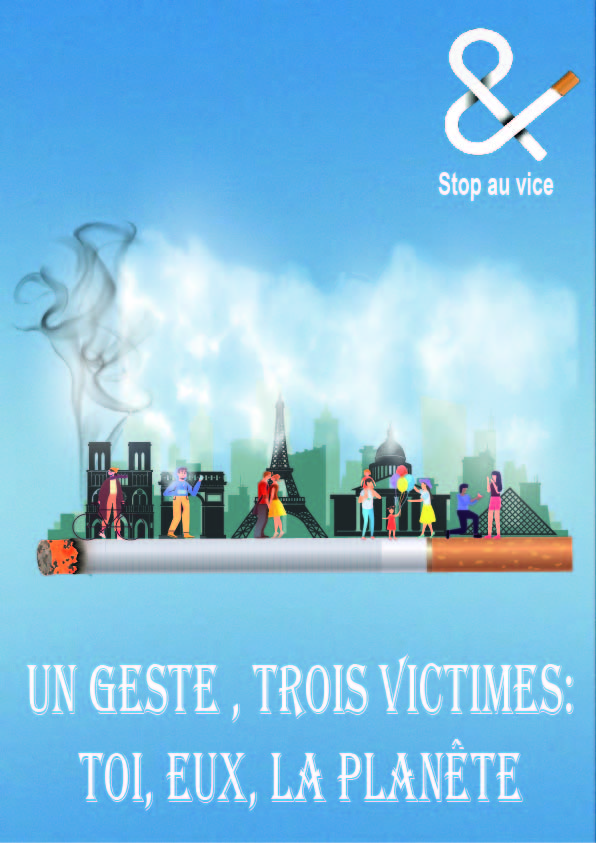 Stop au vice
UN GESTE , TROIS VICTIMES:
TOI, EUX, LA PLANÊTE